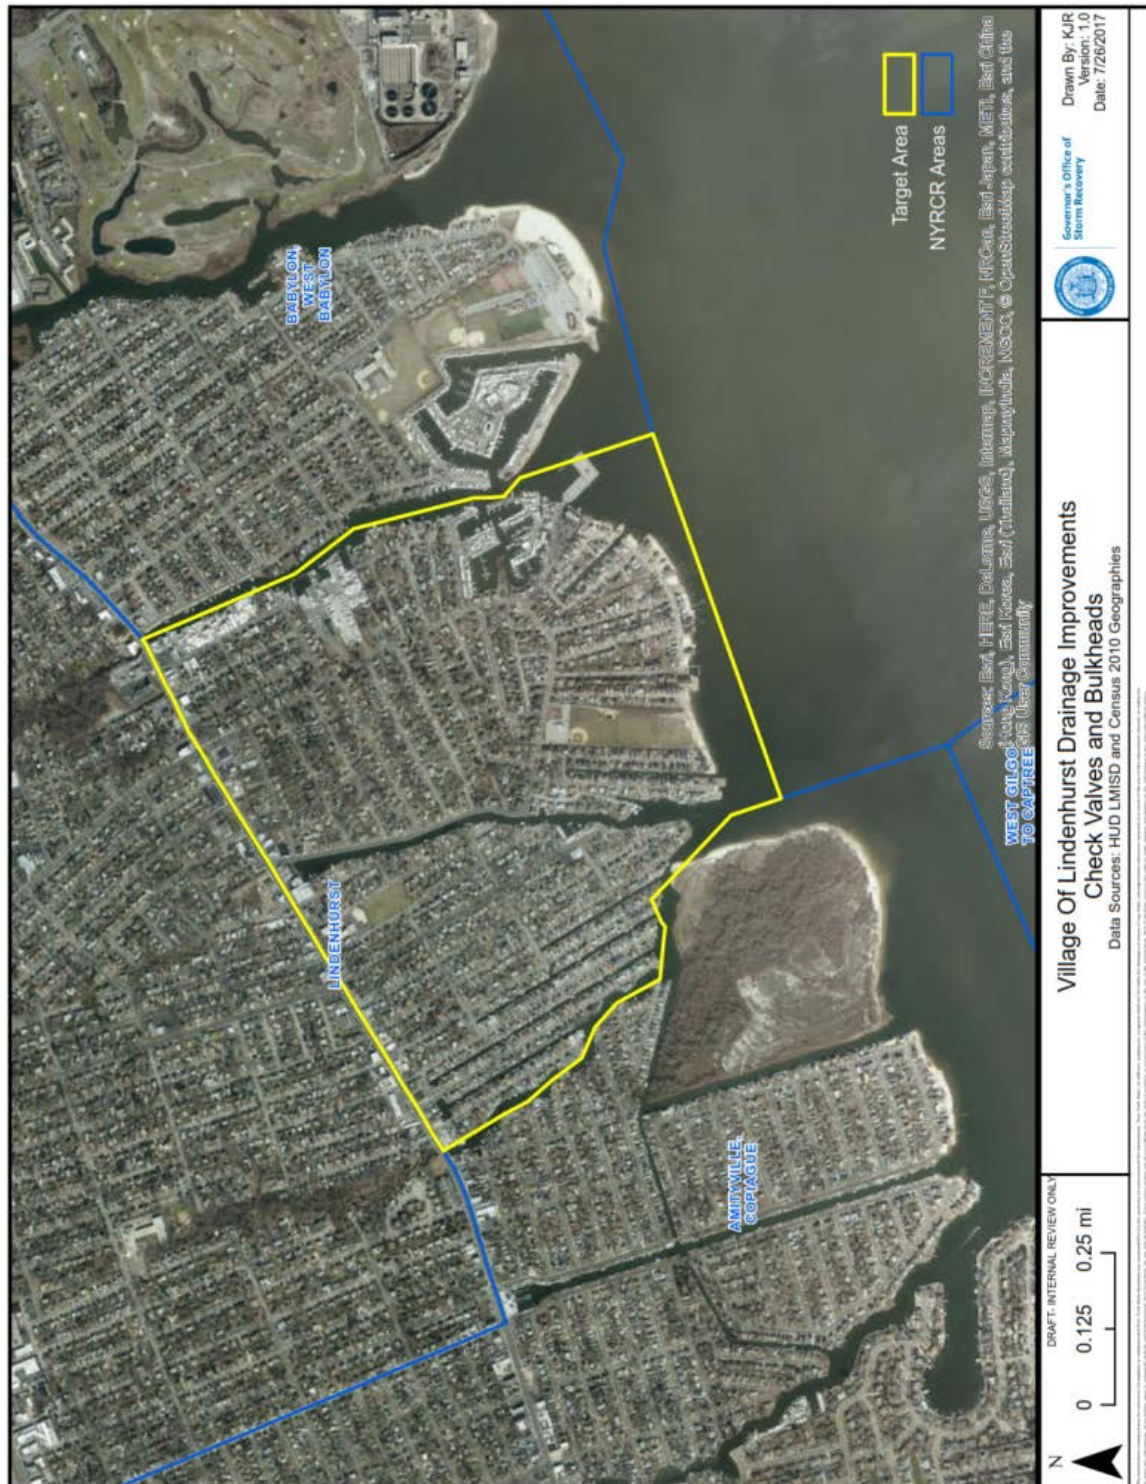 BABYLON,
WEST
BABYLON
LINDENHURST
AMITYVILLE,
COPIAGUE
WEST GILGO
TO CAPTREE
Target Area
NYRCR Areas
Sources: Esri, HERE, DeLorme, USGS, Intermap, INCREMENT P, NRCan, Esri Japan, METI, Esri China
(Hong Kong), Esri Korea, Esri (Thailand), MapmyIndia, NGCC, © OpenStreetMap contributors, and the
GIS User Community
N
DRAFT- INTERNAL REVIEW ONLY
0 0.125 0.25 mi
Village Of Lindenhurst Drainage Improvements
Check Valves and Bulkheads
Data Sources: HUD LMISD and Census 2010 Geographies
Governor's Office of
Storm Recovery
Drawn By: KJR
Version: 1.0
Date: 7/26/2017